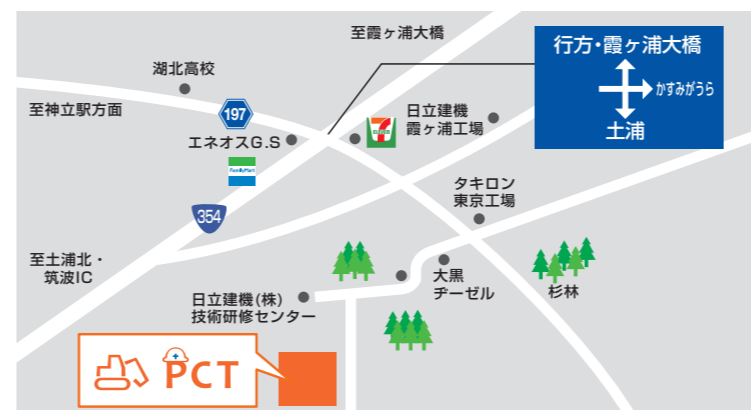 至霞ヶ浦大橋
行方・霞ヶ浦大橋
かすみがうら
土浦
湖北高校
至神立駅方面
197
エネオスG.S
7
ELEVEN
日立建機
霞ヶ浦工場
FamilyMart
354
タキロン
東京工場
至土浦北・
筑波IC
大黒
ヂーゼル
杉林
日立建機(株)
技術研修センター
PCT